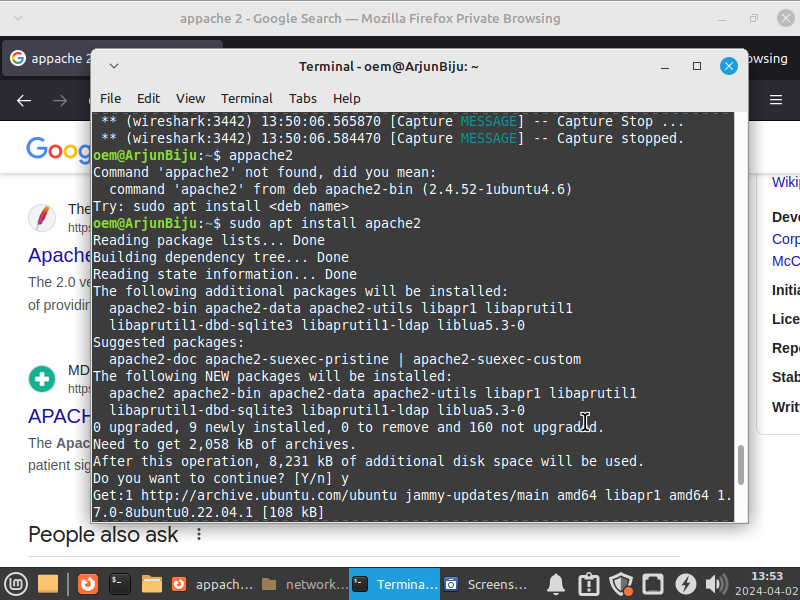 appache 2 - Google Search — Mozilla Firefox Private Browsing
appache 2
owsing
Terminal - oem@ArjunBiju: ~
File Edit View Terminal Tabs Help
** (wireshark:3442) 13:50:06.565870 [Capture MESSAGE] -- Capture Stop ...
** (wireshark:3442) 13:50:06.584470 [Capture MESSAGE] -- Capture stopped.
oem@ArjunBiju:~$ appache2
Command 'appache2' not found, did you mean:
command 'apache2' from deb apache2-bin (2.4.52-1ubuntu4.6)
Try: sudo apt install <deb name>
oem@ArjunBiju:~$ sudo apt install apache2
Reading package lists... Done
Building dependency tree... Done
Reading state information... Done
The following additional packages will be installed:
apache2-bin apache2-data apache2-utils libapr1 libaprutil1
libaprutil1-dbd-sqlite3 libaprutil1-ldap liblua5.3-0
Suggested packages:
apache2-doc apache2-suexec-pristine | apache2-suexec-custom
The following NEW packages will be installed:
apache2 apache2-bin apache2-data apache2-utils libapr1 libaprutil1
libaprutil1-dbd-sqlite3 libaprutil1-ldap liblua5.3-0
0 upgraded, 9 newly installed, 0 to remove and 160 not upgraded.
Need to get 2,058 kB of archives.
After this operation, 8,231 kB of additional disk space will be used.
Do you want to continue? [Y/n] y
Get:1 http://archive.ubuntu.com/ubuntu jammy-updates/main amd64 libapr1 amd64 1.
7.0-8ubuntu0.22.04.1 [108 kB]
Goog
The
https
Apache
The 2.0 ve
of providin
MD
https
APACH
The Apac
patient sig
People also ask
Wikip
Deve
Corp
McC
Initia
Lice
Repo
Stab
Writt
appach...
network...
Termina...
Screens...
13:53
2024-04-02